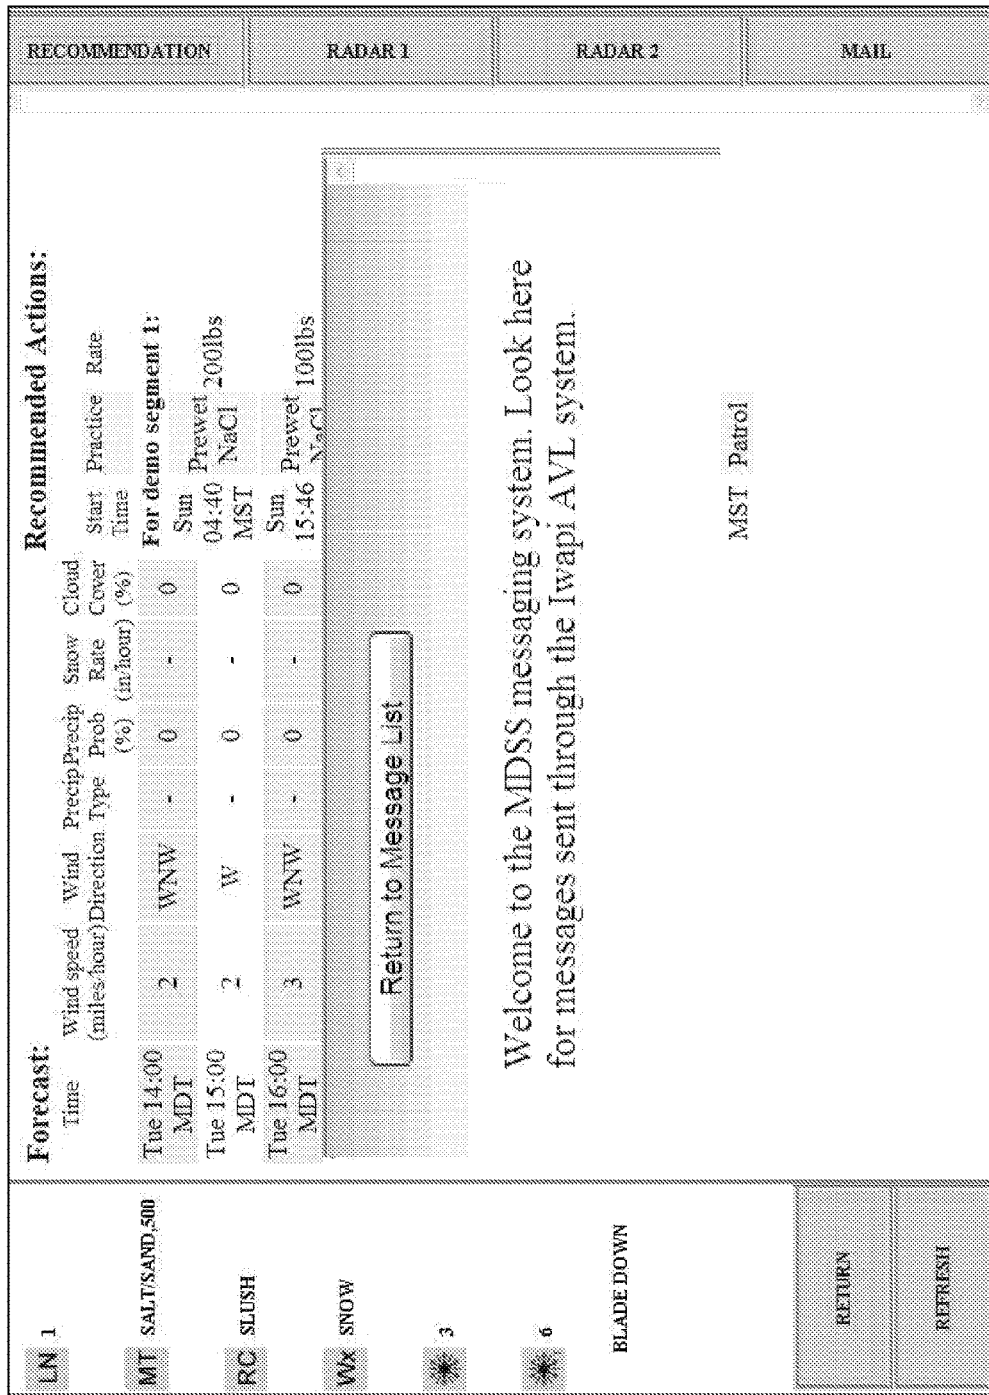 LN 1
MT SALT/SAND,500
RC SLUSH
Wx SNOW
3
6
BLADE DOWN
RETURN
REFRESH
Forecast:
Time Wind speed (miles/hour) Wind Direction Precip Type Precip Prob (%) Snow Rate (in/hour) Cloud Cover (%)
Tue 14:00 MDT 2 WNW - 0 - 0
Tue 15:00 MDT 2 W - 0 - 0
Tue 16:00 MDT 3 WNW - 0 - 0
Recommended Actions:
Start Time Practice Rate
For demo segment 1:
Sun 04:40 MST Prewet NaCl 200lbs
Sun 15:46 Prewet NaCl 100lbs
Return to Message List
Welcome to the MDSS messaging system. Look here
for messages sent through the Iwapi AVL system.
MST Patrol
RECOMMENDATION
RADAR 1
RADAR 2
MAIL